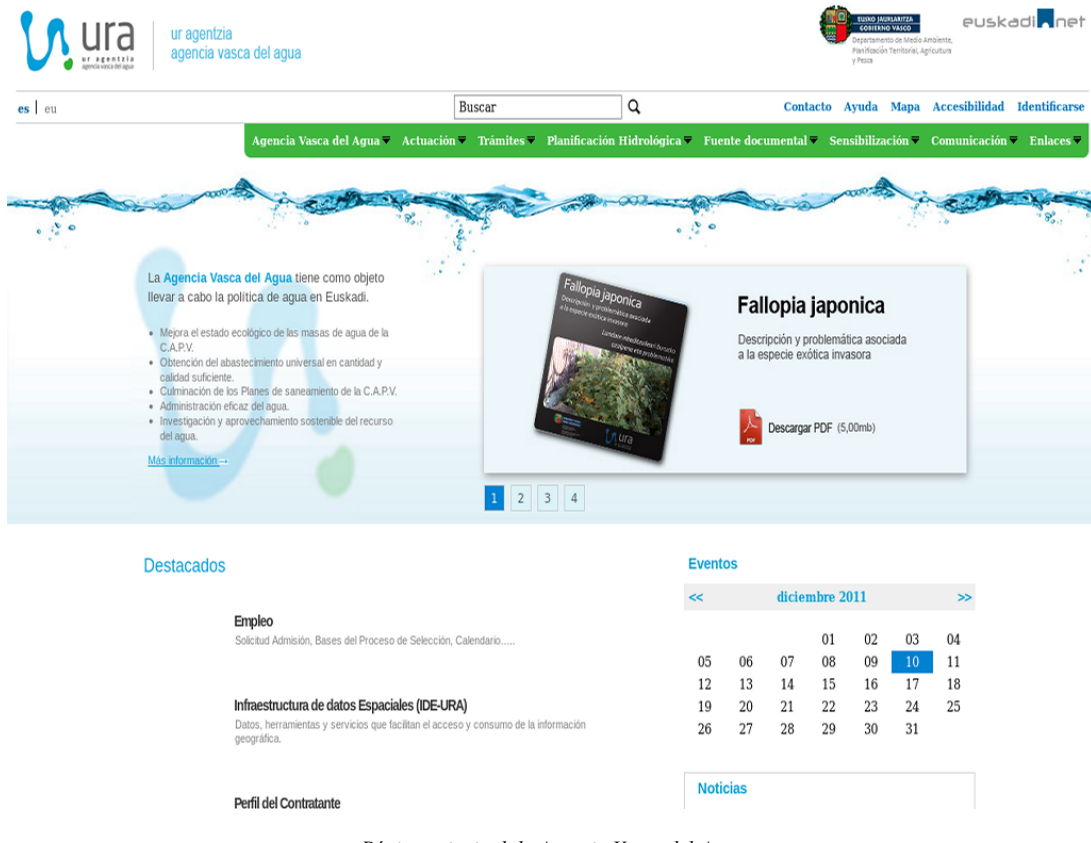 ura
ur agentzia
agencia vasca del agua
ur agentzia
agencia vasca del agua
EUSKO JAURLARITZA
GOBIERNO VASCO
Departamento de Medio Ambiente,
Planificación Territorial, Agricultura
y Pesca
euskadi.net
es eu
Buscar
Contacto Ayuda Mapa Accesibilidad Identificarse
Agencia Vasca del Agua Actuación Trámites Planificación Hidrológica Fuente documental Sensibilización Comunicación Enlaces
La Agencia Vasca del Agua tiene como objeto
llevar a cabo la política de agua en Euskadi.
• Mejora el estado ecológico de las masas de agua de la
C.A.P.V.
• Obtención del abastecimiento universal en cantidad y
calidad suficiente.
• Culminación de los Planes de saneamiento de la C.A.P.V.
• Administración eficaz del agua.
• Investigación y aprovechamiento sostenible del recurso
del agua.
Más información→
Fallopia japonica
Descripción y problemática asociada
a la especie exótica invasora
ura
Fallopia japonica
Descripción y problemática asociada
a la especie exótica invasora
PDF
Descargar PDF (5,00mb)
1 2 3 4
Destacados
Empleo
Solicitud Admisión, Bases del Proceso de Selección, Calendario.....
Infraestructura de datos Espaciales (IDE-URA)
Datos, herramientas y servicios que facilitan el acceso y consumo de la información
geográfica.
Perfil del Contratante
Eventos
<< diciembre 2011 >>
01 02 03 04
05 06 07 08 09 10 11
12 13 14 15 16 17 18
19 20 21 22 23 24 25
26 27 28 29 30 31
Noticias